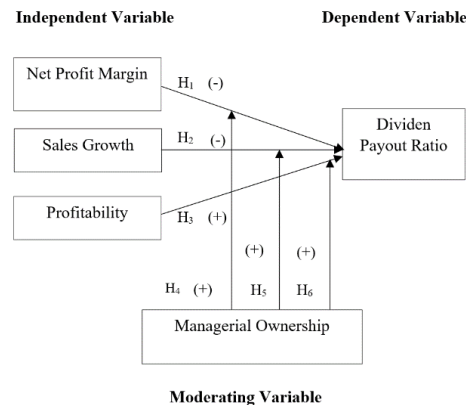 Independent Variable
Dependent Variable
Net Profit Margin
H₁ (-)
Dividen
Payout Ratio
Sales Growth
H₂ (-)
Profitability
H₃ (+)
(+)
(+)
H₄ (+)
H₅
H₆
Managerial Ownership
Moderating Variable